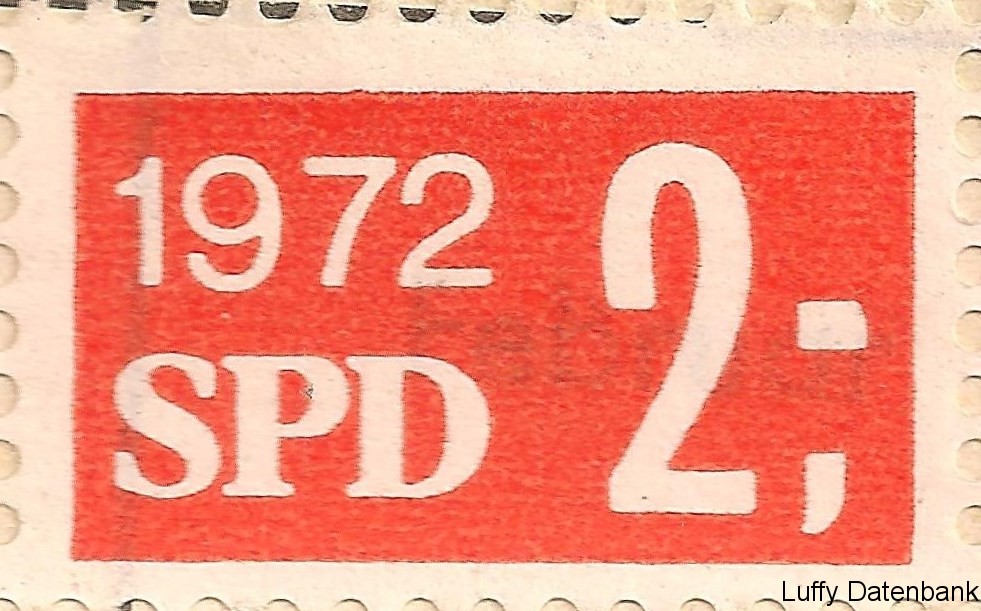 1972
SPD
2,-
Luffy Datenbank